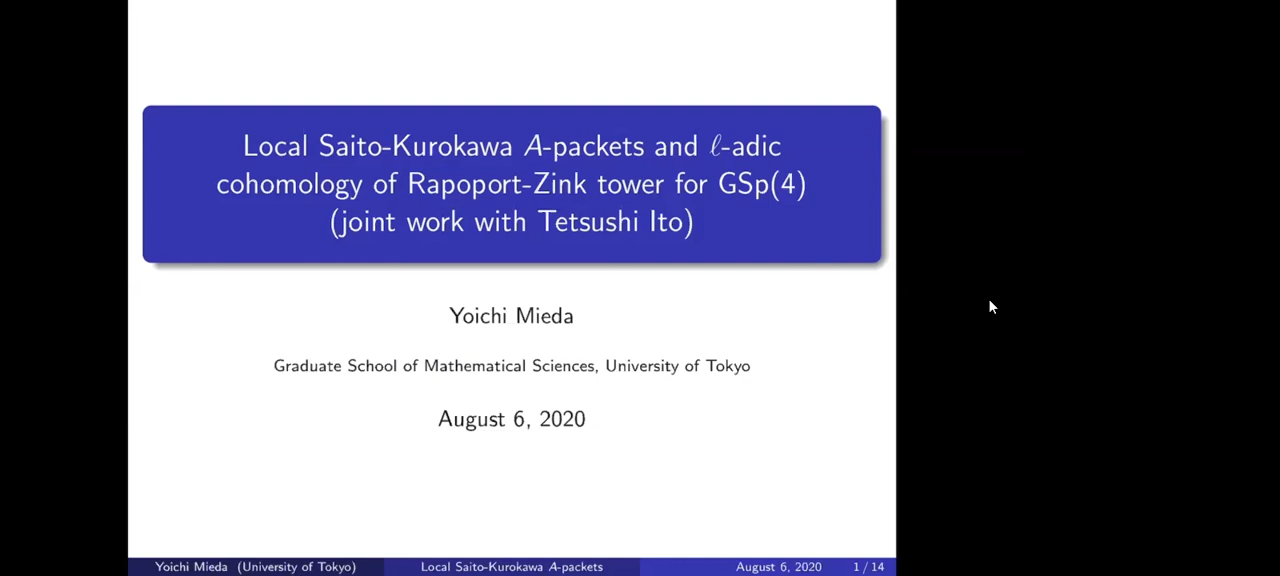 Local Saito-Kurokawa A-packets and ℓ-adic
cohomology of Rapoport-Zink tower for GSp(4)
(joint work with Tetsushi Ito)
Yoichi Mieda
Graduate School of Mathematical Sciences, University of Tokyo
August 6, 2020
Yoichi Mieda (University of Tokyo) Local Saito-Kurokawa A-packets August 6, 2020 1 / 14